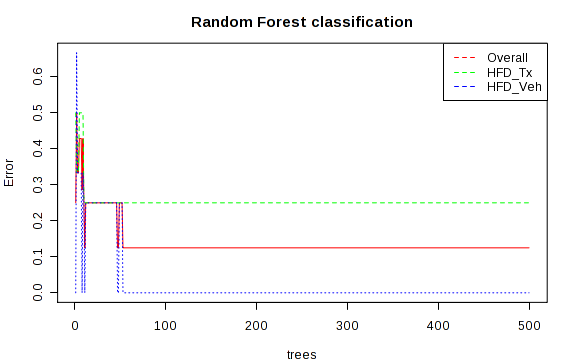 Random Forest classification
Overall
HFD_Tx
HFD_Veh
Error
0.6
0.5
0.4
0.3
0.2
0.1
0.0
0 100 200 300 400 500
trees